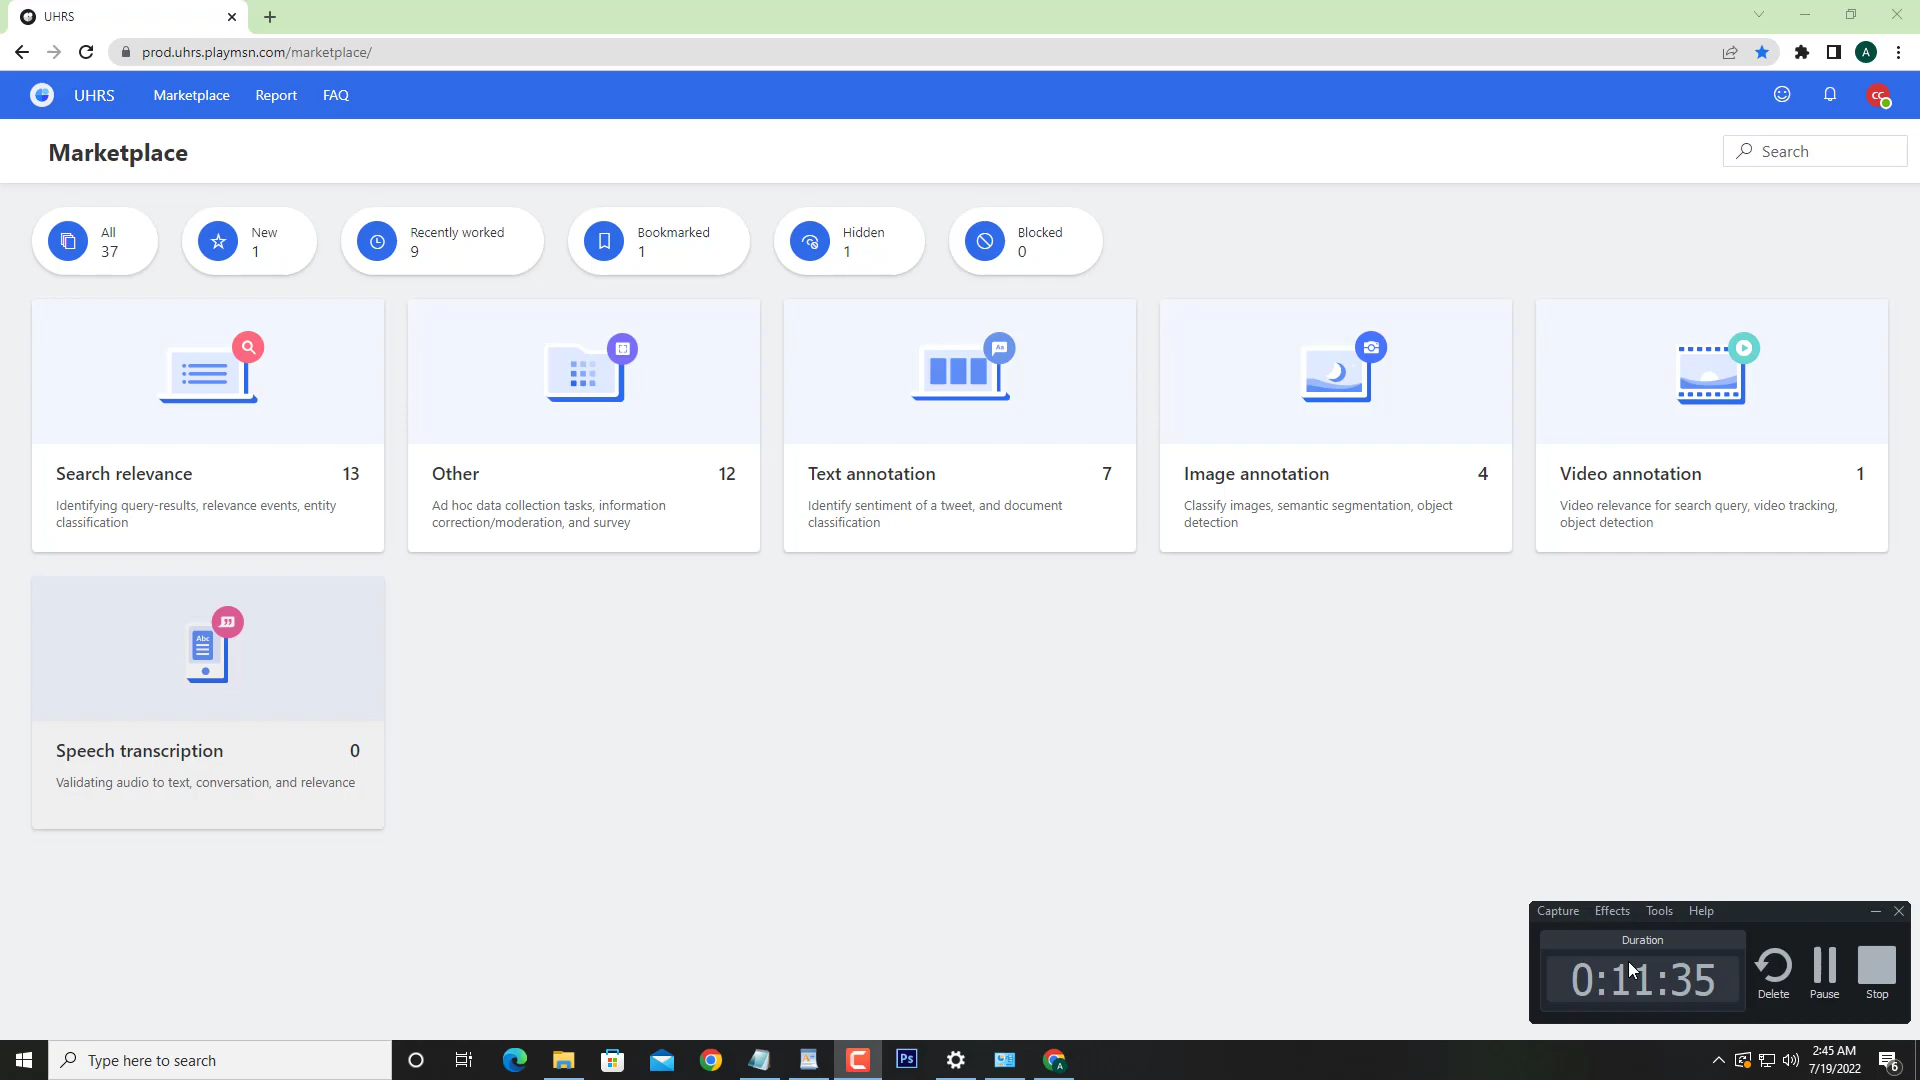 UHRS
prod.uhrs.playmsn.com/marketplace/
A
UHRS Marketplace Report FAQ
CC
Marketplace
Search
All
37
New
1
Recently worked
9
Bookmarked
1
Hidden
1
Blocked
0
Search relevance 13
Identifying query-results, relevance events, entity
classification
Other 12
Ad hoc data collection tasks, information
correction/moderation, and survey
Aa
Text annotation 7
Identify sentiment of a tweet, and document
classification
Image annotation 4
Classify images, semantic segmentation, object
detection
Video annotation 1
Video relevance for search query, video tracking,
object detection
Abc
Speech transcription 0
Validating audio to text, conversation, and relevance
Capture Effects Tools Help
Duration
0:11:35
Delete Pause Stop
Type here to search
Ps
A
2:45 AM
7/19/2022
6